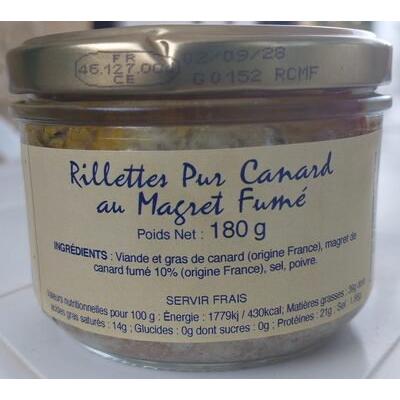 FR
46.127.004
CE
02/09/28
G0152 RCMF
Rillettes Pur Canard
au Magret Fumé
Poids Net : 180 g
INGRÉDIENTS : Viande et gras de canard (origine France), magret de
canard fumé 10% (origine France), sel, poivre.
SERVIR FRAIS
Valeurs nutritionnelles pour 100 g : Énergie : 1779kj / 430kcal; Matières grasses : dont
acides gras saturés : 14g ; Glucides : 0g dont sucres : 0g ; Protéines : 21g ; Sel :